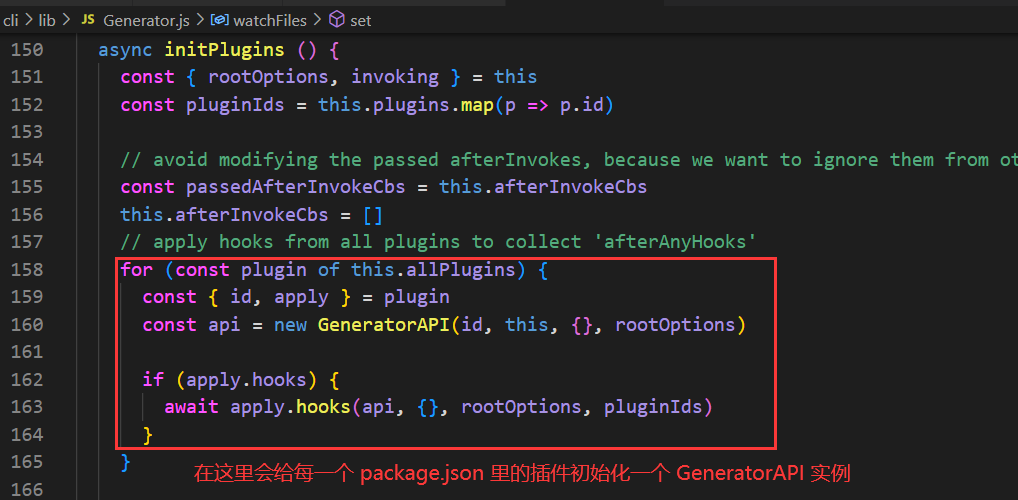 cli > lib > JS Generator.js > watchFiles > set
150 async initPlugins () {
151 const { rootOptions, invoking } = this
152 const pluginIds = this.plugins.map(p => p.id)
153
154 // avoid modifying the passed afterInvokes, because we want to ignore them from ot
155 const passedAfterInvokeCbs = this.afterInvokeCbs
156 this.afterInvokeCbs = []
157 // apply hooks from all plugins to collect 'afterAnyHooks'
158 for (const plugin of this.allPlugins) {
159 const { id, apply } = plugin
160 const api = new GeneratorAPI(id, this, {}, rootOptions)
161
162 if (apply.hooks) {
163 await apply.hooks(api, {}, rootOptions, pluginIds)
164 }
165 }
在这里会给每一个 package.json 里的插件初始化一个 GeneratorAPI 实例
166